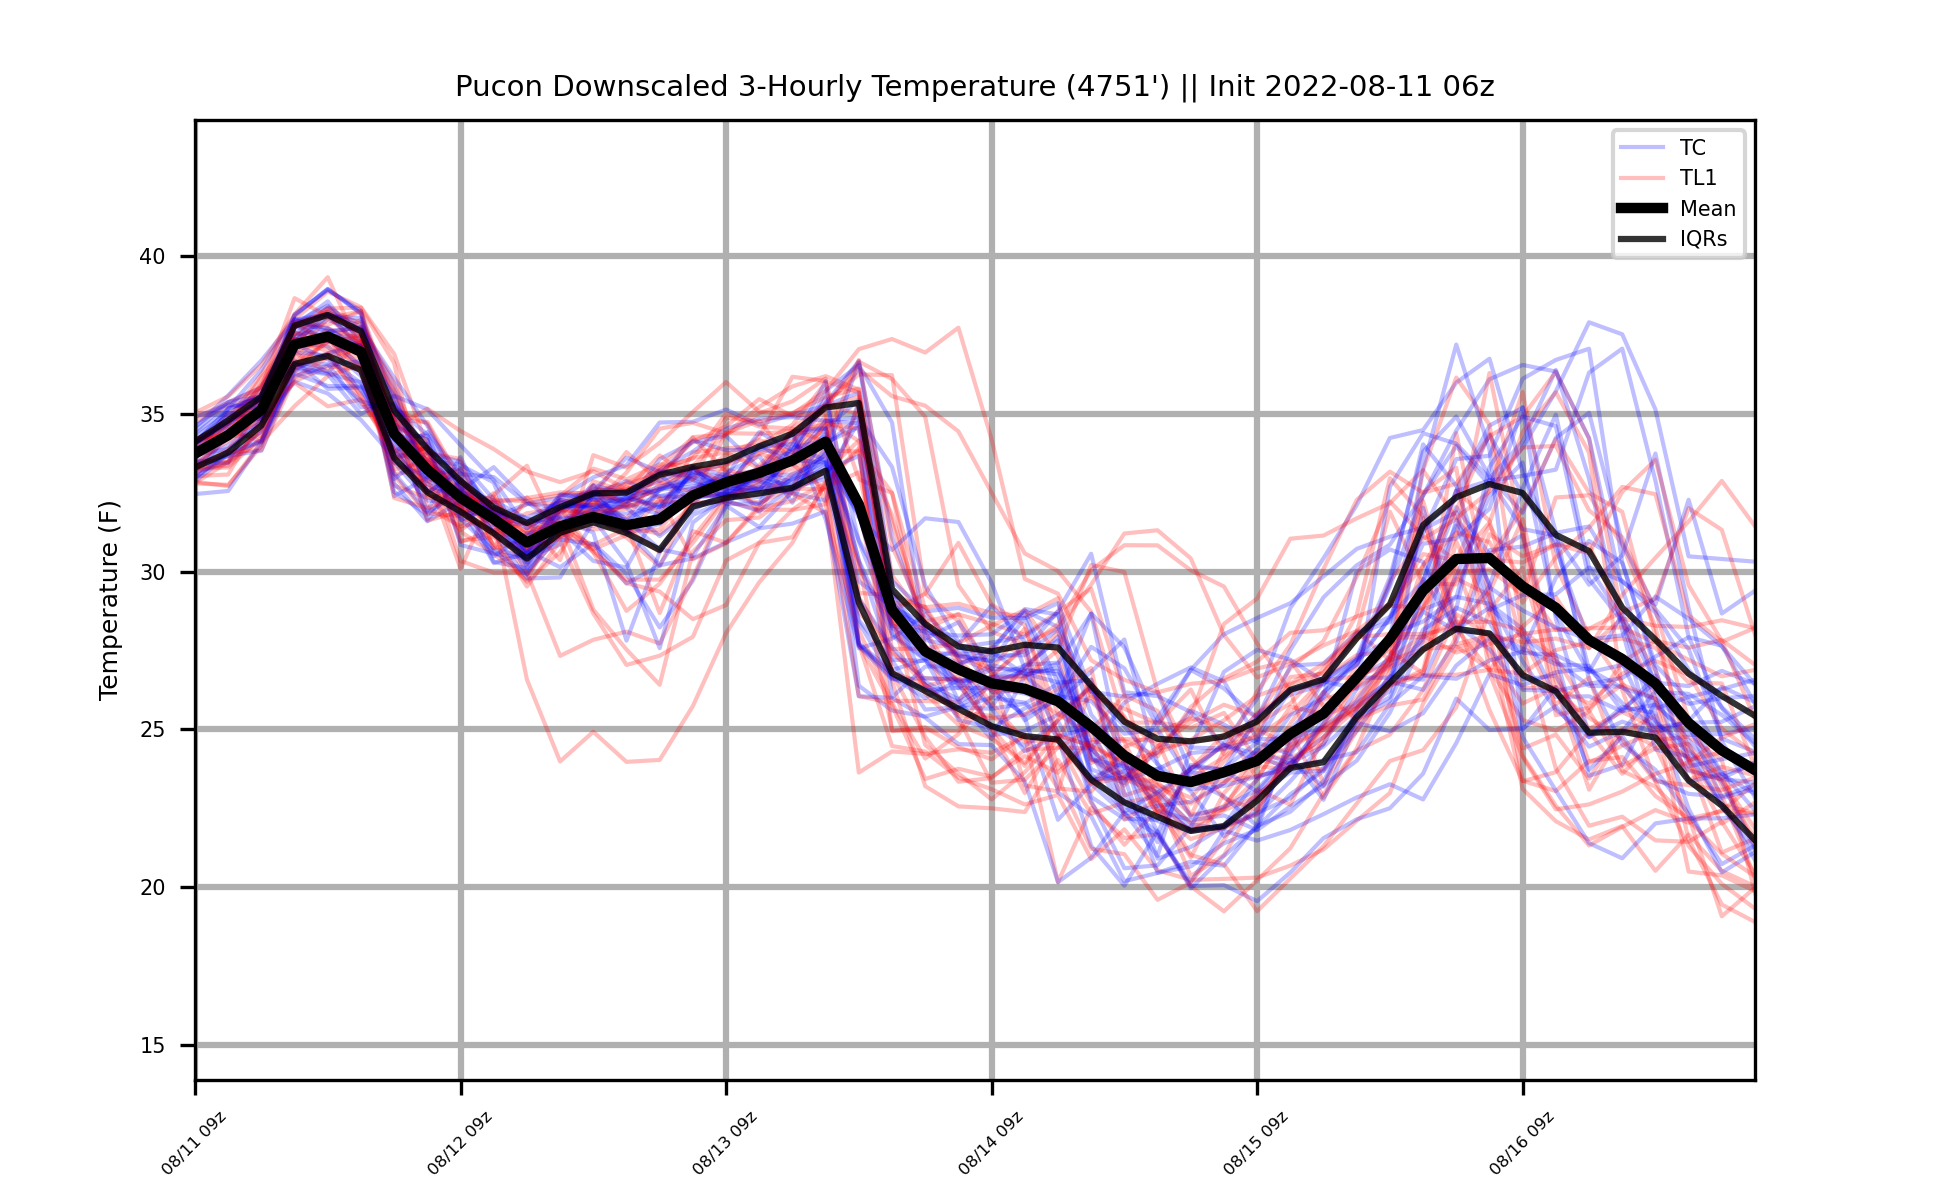 Pucon Downscaled 3-Hourly Temperature (4751') || Init 2022-08-11 06z
TC
TL1
Mean
IQRs
Temperature (F)
40
35
30
25
20
15
08/11 09z
08/12 09z
08/13 09z
08/14 09z
08/15 09z
08/16 09z